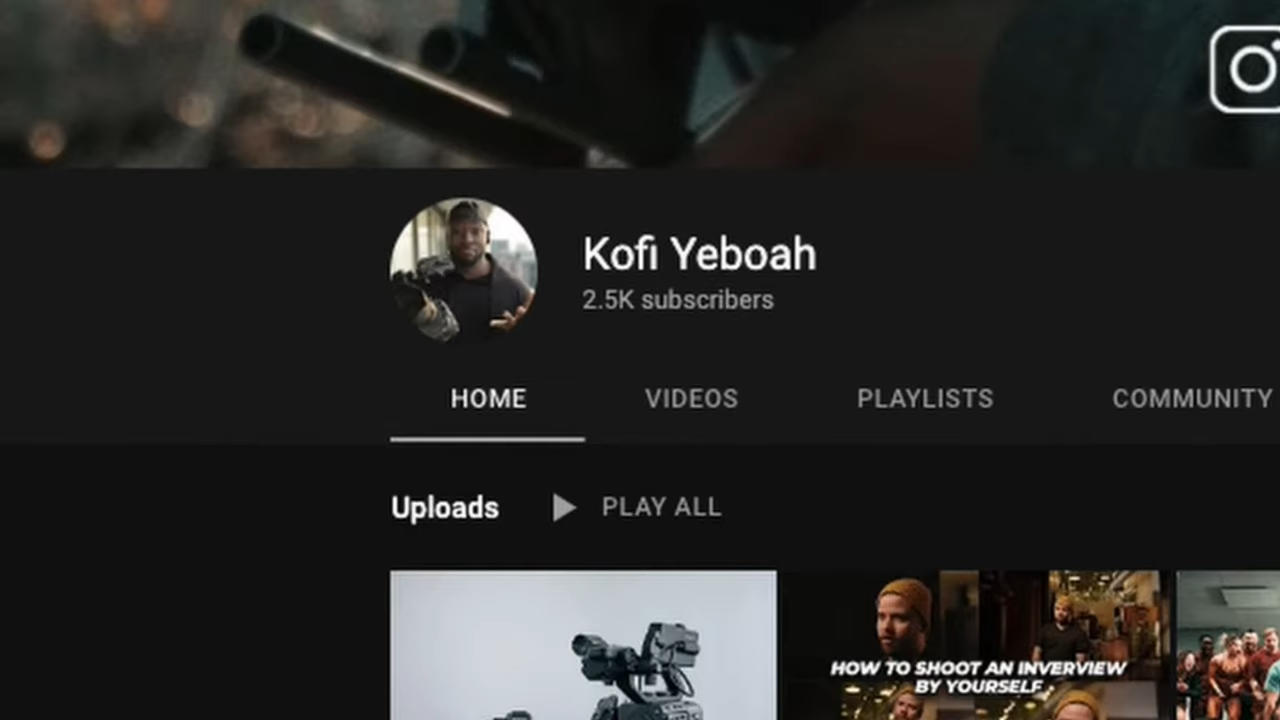 Kofi Yeboah
2.5K subscribers
HOME VIDEOS PLAYLISTS COMMUNITY
Uploads PLAY ALL
HOW TO SHOOT AN INVERVIEW
BY YOURSELF